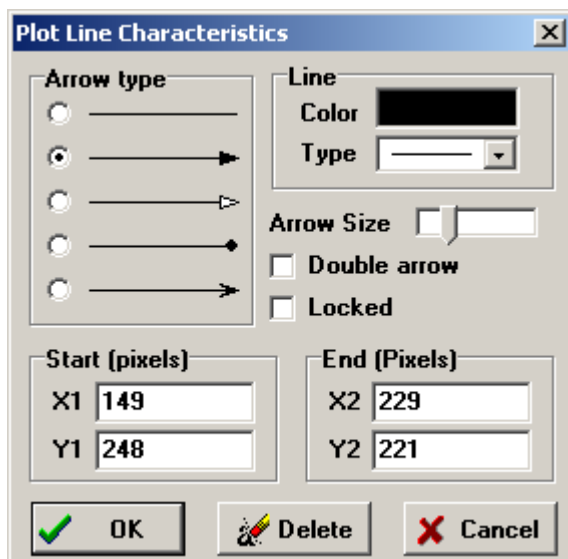 Plot Line Characteristics
Arrow type
Line
Color
Type
Arrow Size
Double arrow
Locked
Start (pixels)
X1 149
Y1 248
End (Pixels)
X2 229
Y2 221
OK
Delete
Cancel